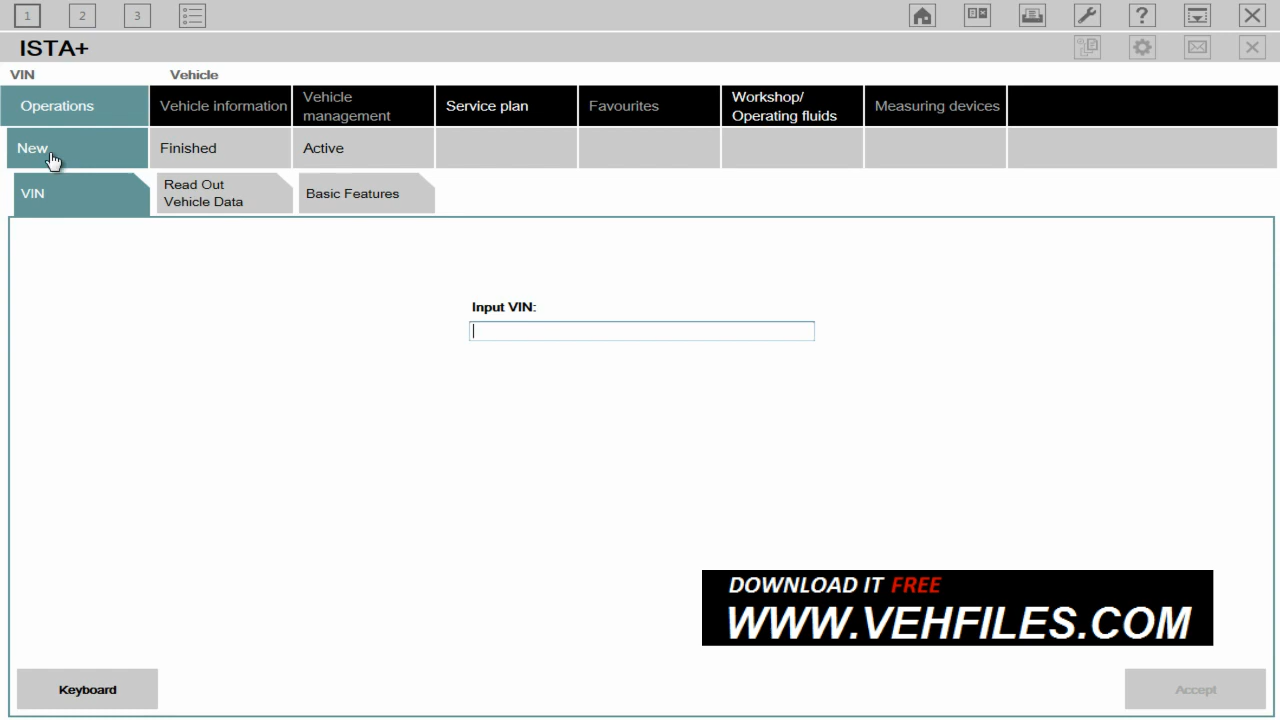 1
2
3
ISTA+
VIN
Vehicle
Operations
Vehicle information
Vehicle
management
Service plan
Favourites
Workshop/
Operating fluids
Measuring devices
New
Finished
Active
VIN
Read Out
Vehicle Data
Basic Features
Input VIN:
DOWNLOAD IT FREE
WWW.VEHFILES.COM
Keyboard
Accept